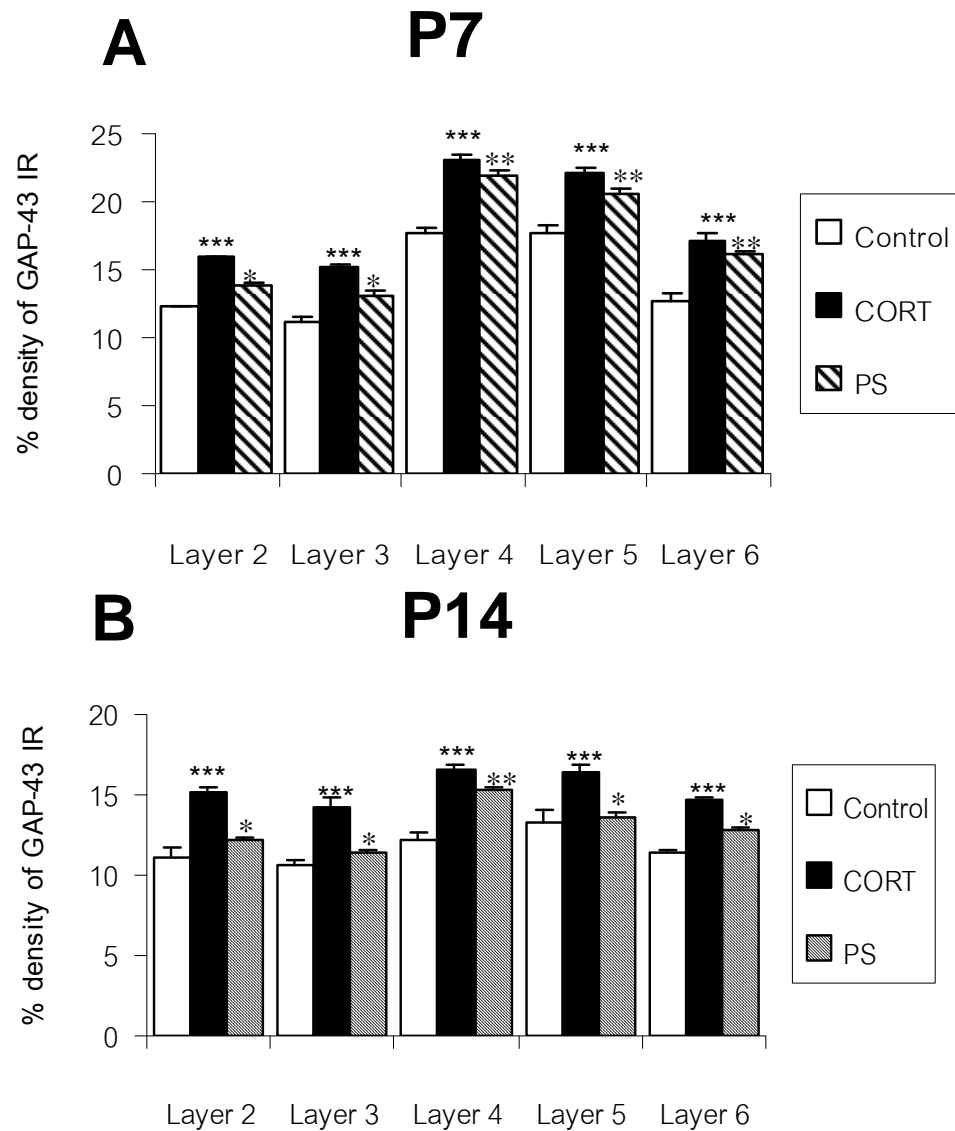 A
P7
% density of GAP-43 IR
25
20
15
10
5
0
***
*
***
*
***
**
***
**
***
**
Layer 2
Layer 3
Layer 4
Layer 5
Layer 6
Control
CORT
PS
B
P14
% density of GAP-43 IR
20
15
10
5
0
***
*
***
*
***
**
***
*
***
*
Layer 2
Layer 3
Layer 4
Layer 5
Layer 6
Control
CORT
PS